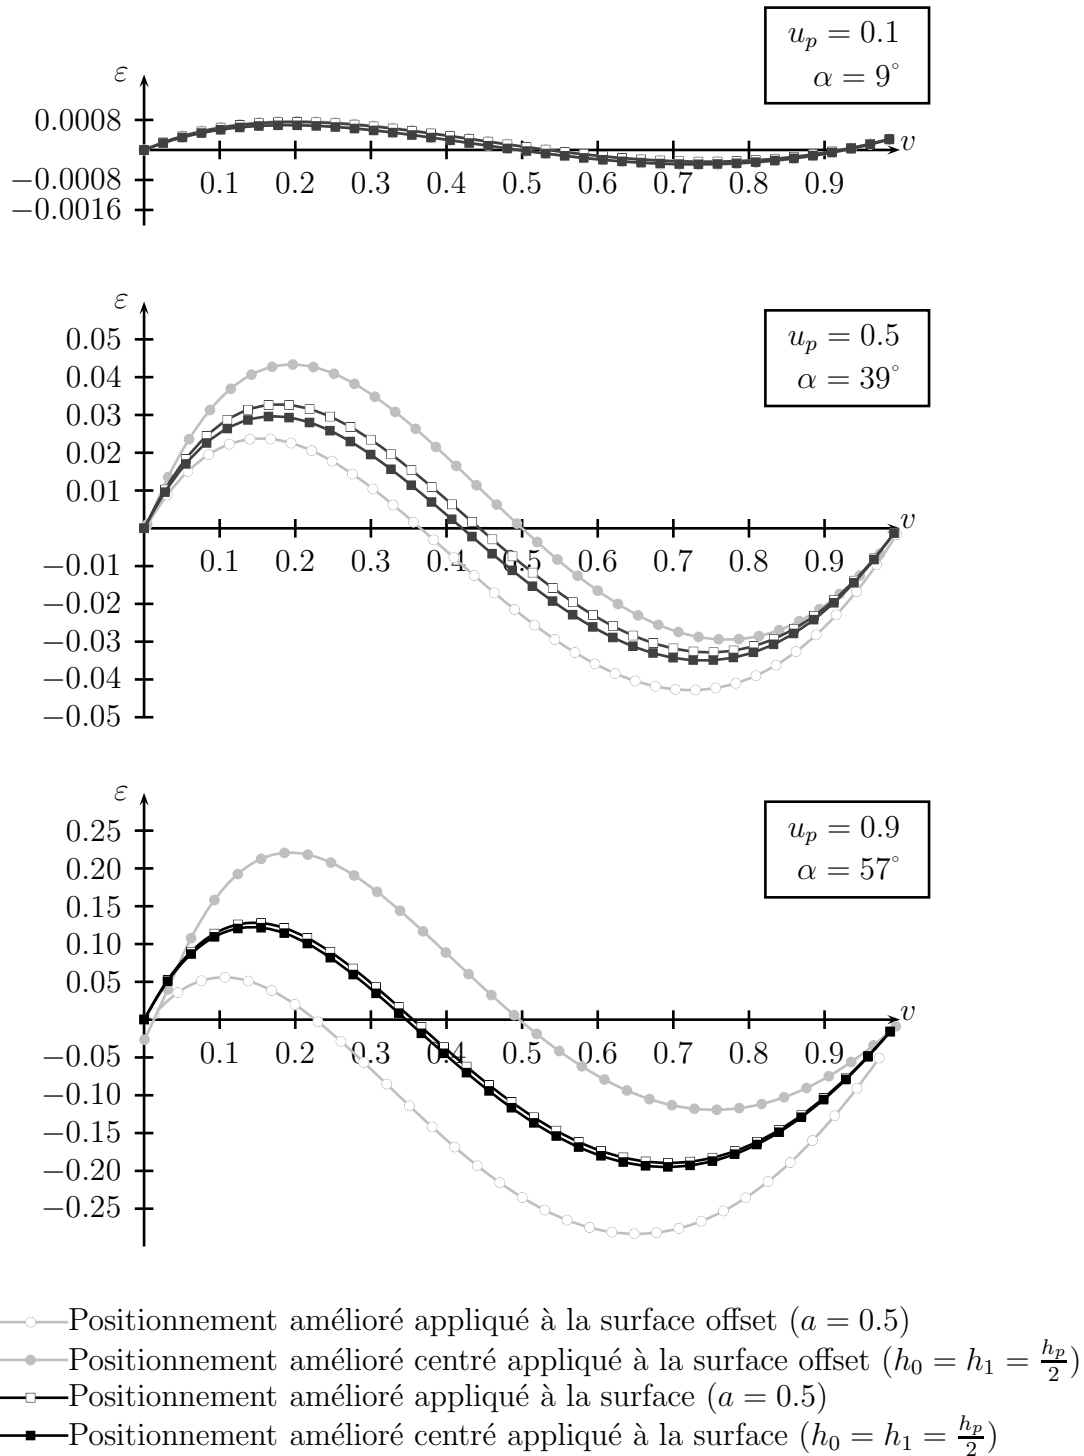 u_p = 0.1
α = 9°
ε
0.0008
−0.0008
−0.0016
0.1 0.2 0.3 0.4 0.5 0.6 0.7 0.8 0.9
v
ε
u_p = 0.5
α = 39°
0.05
0.04
0.03
0.02
0.01
−0.01
−0.02
−0.03
−0.04
−0.05
0.1 0.2 0.3 0.4 0.5 0.6 0.7 0.8 0.9
v
ε
u_p = 0.9
α = 57°
0.25
0.20
0.15
0.10
0.05
−0.05
−0.10
−0.15
−0.20
−0.25
0.1 0.2 0.3 0.4 0.5 0.6 0.7 0.8 0.9
v
Positionnement amélioré appliqué à la surface offset (a = 0.5)
Positionnement amélioré centré appliqué à la surface offset (h_0 = h_1 = h_p/2)
Positionnement amélioré appliqué à la surface (a = 0.5)
Positionnement amélioré centré appliqué à la surface (h_0 = h_1 = h_p/2)